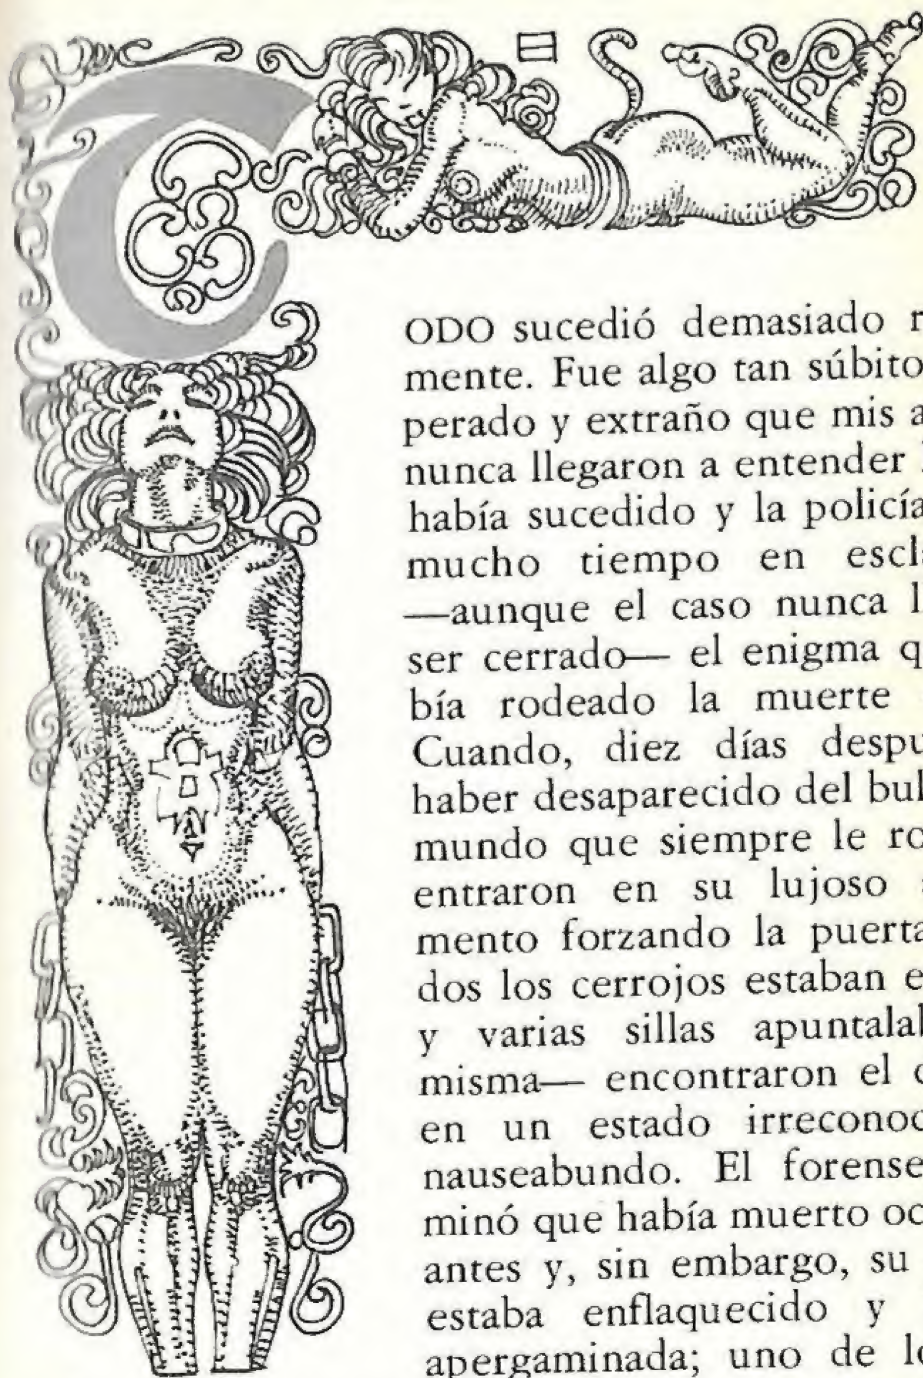 TODO sucedió demasiado r
mente. Fue algo tan súbito
perado y extraño que mis a
nunca llegaron a entender
había sucedido y la policía
mucho tiempo en escl
—aunque el caso nunca l
ser cerrado— el enigma q
bía rodeado la muerte
Cuando, diez días despu
haber desaparecido del bul
mundo que siempre le ro
entraron en su lujoso
mento forzando la puerta
dos los cerrojos estaban e
y varias sillas apuntalal
misma— encontraron el c
en un estado irreconoc
nauseabundo. El forense
minó que había muerto oc
antes y, sin embargo, su
estaba enflaquecido y
apergaminada; uno de lo